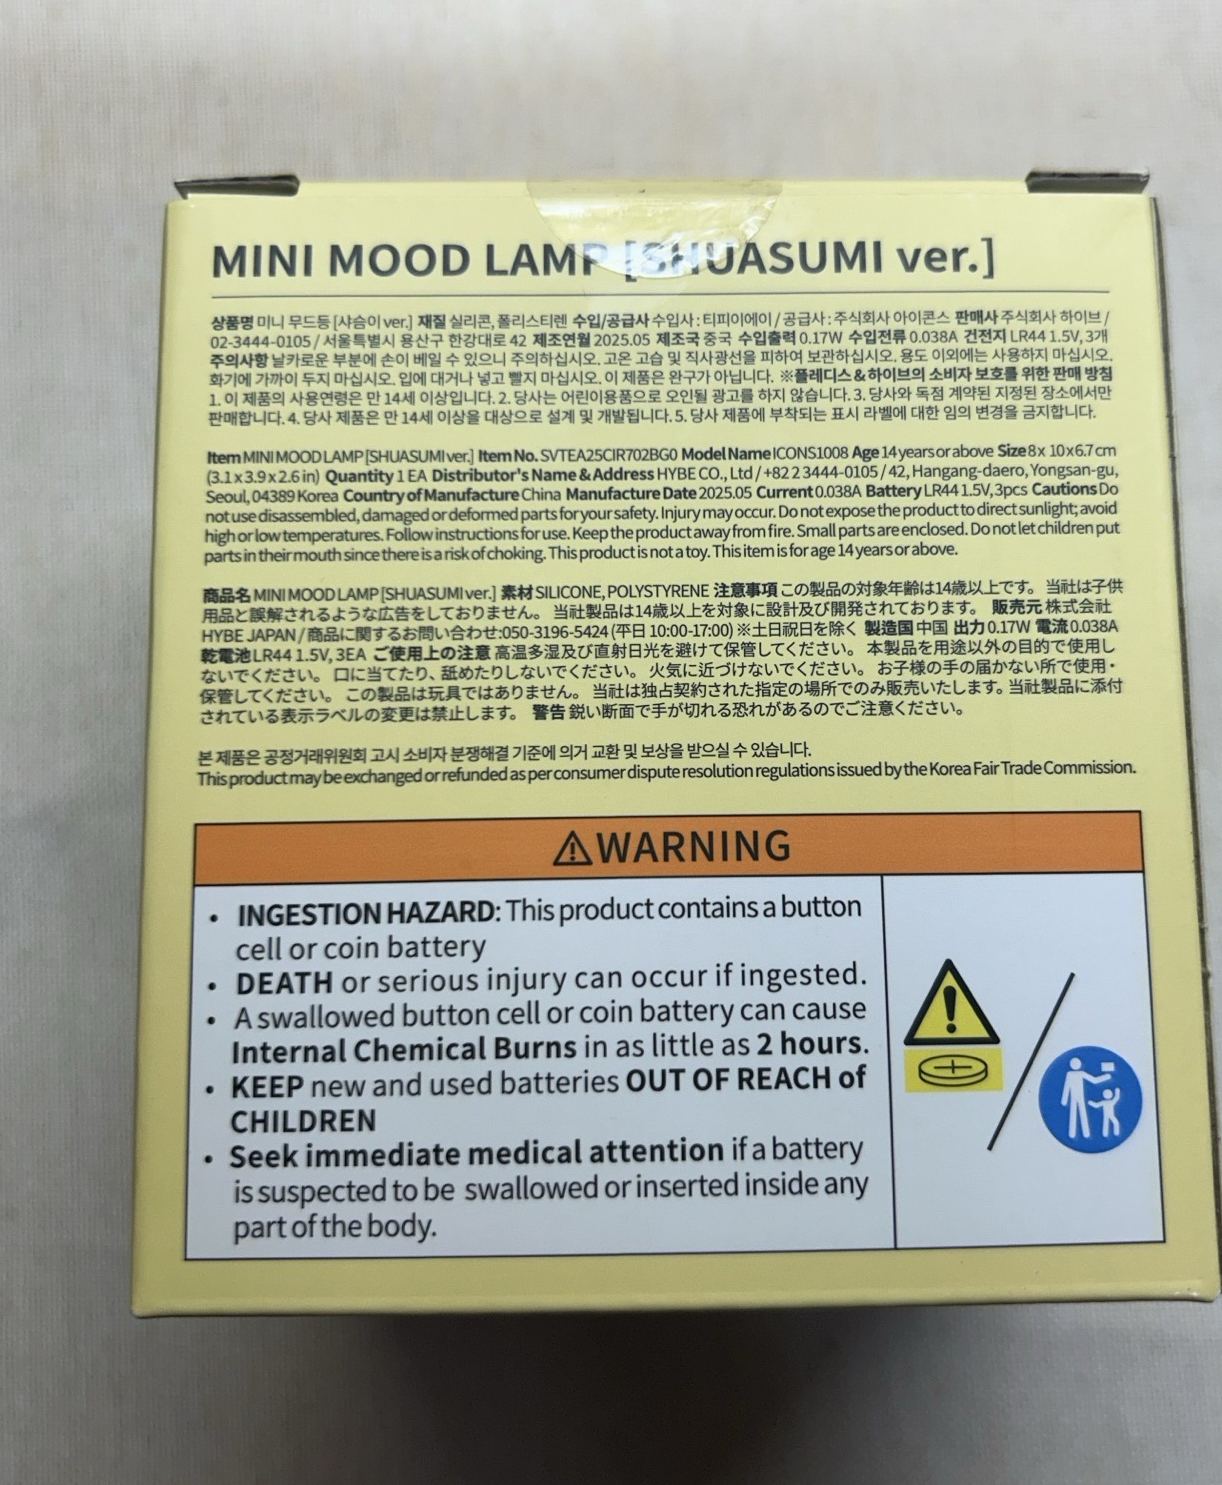 MINI MOOD LAMP [SHUASUMI ver.]
상품명 미니 무드등 [샤슴이 ver.] 재질 실리콘, 폴리스티렌 수입/공급사 수입사 : 티피이에이 / 공급사 : 주식회사 아이콘스 판매사 주식회사 하이브 /
02-3444-0105 / 서울특별시 용산구 한강대로 42 제조연월 2025.05 제조국 중국 수입출력 0.17W 수입전류 0.038A 건전지 LR44 1.5V, 3개
주의사항 날카로운 부분에 손이 베일 수 있으니 주의하십시오. 고온 고습 및 직사광선을 피하여 보관하십시오. 용도 이외에는 사용하지 마십시오.
화기에 가까이 두지 마십시오. 입에 대거나 넣고 빨지 마십시오. 이 제품은 완구가 아닙니다. ※플레디스 & 하이브의 소비자 보호를 위한 판매 방침
1. 이 제품의 사용연령은 만 14세 이상입니다. 2. 당사는 어린이용품으로 오인될 광고를 하지 않습니다. 3. 당사와 독점 계약된 지정된 장소에서만
판매합니다. 4. 당사 제품은 만 14세 이상을 대상으로 설계 및 개발됩니다. 5. 당사 제품에 부착되는 표시 라벨에 대한 임의 변경을 금지합니다.
Item MINI MOOD LAMP [SHUASUMI ver.] Item No. SVTEA25CIR702BG0 Model Name ICONS1008 Age 14 years or above Size 8 x 10 x 6.7 cm
(3.1 x 3.9 x 2.6 in) Quantity 1 EA Distributor's Name & Address HYBE CO., Ltd / +82 2 3444-0105 / 42, Hangang-daero, Yongsan-gu,
Seoul, 04389 Korea Country of Manufacture China Manufacture Date 2025.05 Current 0.038A Battery LR44 1.5V, 3pcs Cautions Do
not use disassembled, damaged or deformed parts for your safety. Injury may occur. Do not expose the product to direct sunlight; avoid
high or low temperatures. Follow instructions for use. Keep the product away from fire. Small parts are enclosed. Do not let children put
parts in their mouth since there is a risk of choking. This product is not a toy. This item is for age 14 years or above.
商品名 MINI MOOD LAMP [SHUASUMI ver.] 素材 SILICONE, POLYSTYRENE 注意事項 この製品の対象年齢は14歳以上です。 当社は子供
用品と誤解されるような広告をしておりません。 当社製品は14歳以上を対象に設計及び開発されております。 販売元 株式会社
HYBE JAPAN / 商品に関するお問い合わせ:050-3196-5424 (平日 10:00-17:00) ※土日祝日を除く 製造国 中国 出力 0.17W 電流 0.038A
乾電池 LR44 1.5V, 3EA ご使用上の注意 高温多湿及び直射日光を避けて保管してください。 本製品を用途以外の目的で使用し
ないでください。 口に当てたり、舐めたりしないでください。 火気に近づけないでください。 お子様の手の届かない所で使用・
保管してください。 この製品は玩具ではありません。 当社は独占契約された指定の場所でのみ販売いたします。当社製品に添付
されている表示ラベルの変更は禁止します。 警告 鋭い断面で手が切れる恐れがあるのでご注意ください。
본 제품은 공정거래위원회 고시 소비자 분쟁해결 기준에 의거 교환 및 보상을 받으실 수 있습니다.
This product may be exchanged or refunded as per consumer dispute resolution regulations issued by the Korea Fair Trade Commission.
⚠WARNING
• INGESTION HAZARD: This product contains a button
cell or coin battery
• DEATH or serious injury can occur if ingested.
• A swallowed button cell or coin battery can cause
Internal Chemical Burns in as little as 2 hours.
• KEEP new and used batteries OUT OF REACH of
CHILDREN
• Seek immediate medical attention if a battery
is suspected to be swallowed or inserted inside any
part of the body.